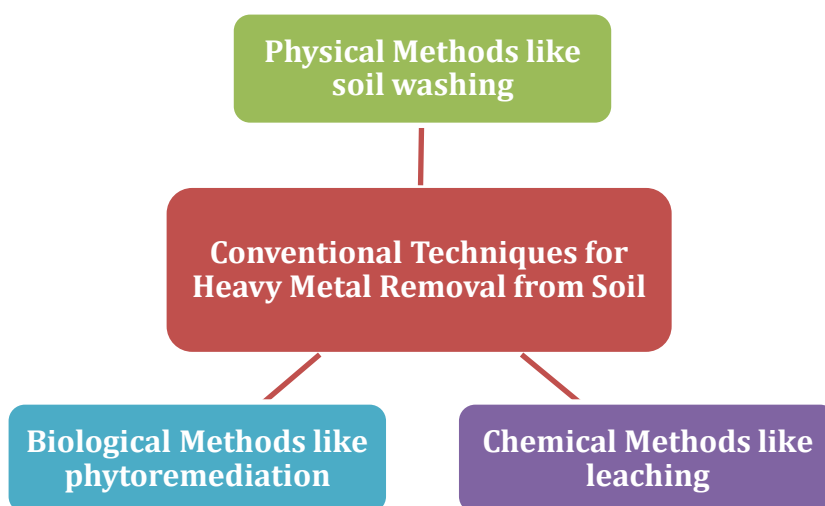 Physical Methods like
soil washing
Conventional Techniques for
Heavy Metal Removal from Soil
Biological Methods like
phytoremediation
Chemical Methods like
leaching